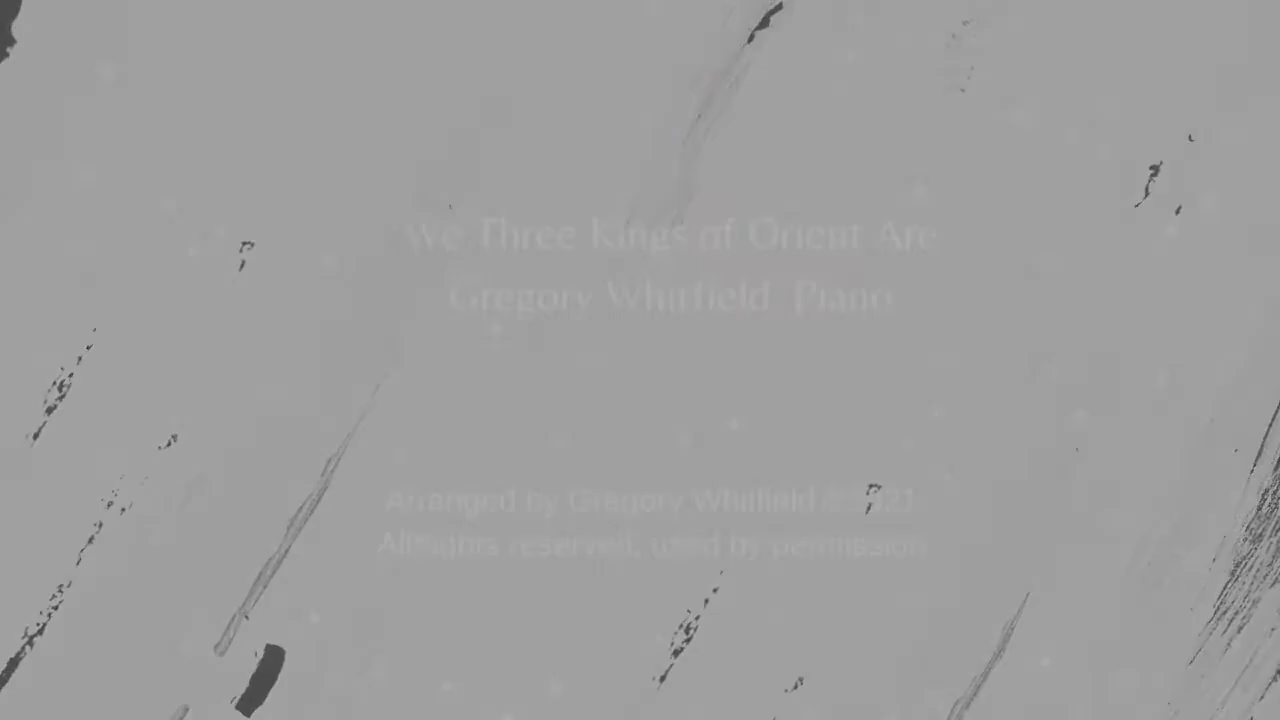 We Three Kings of Orient Are
Gregory Whitfield Piano
Arranged by Gregory Whitfield
All rights reserved, used by permission